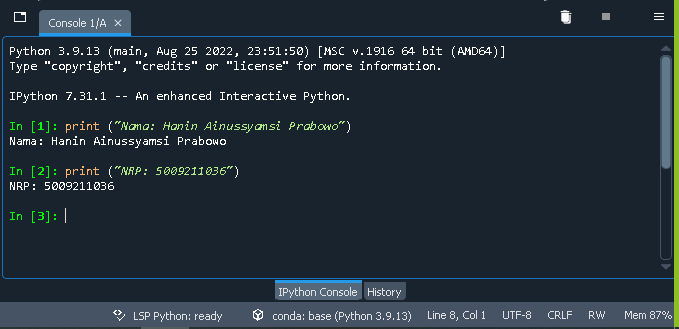 Console 1/A
Python 3.9.13 (main, Aug 25 2022, 23:51:50) [MSC v.1916 64 bit (AMD64)]
Type "copyright", "credits" or "license" for more information.
IPython 7.31.1 -- An enhanced Interactive Python.
In [1]: print ("Nama: Hanin Ainussyamsi Prabowo")
Nama: Hanin Ainussyamsi Prabowo
In [2]: print ("NRP: 5009211036")
NRP: 5009211036
In [3]:
IPython Console History
LSP Python: ready conda: base (Python 3.9.13) Line 8, Col 1 UTF-8 CRLF RW Mem 87%